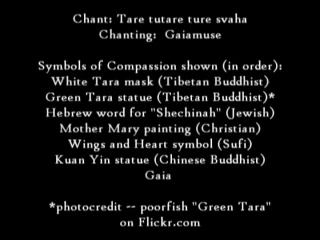 Chant: Tare tutare ture svaha
Chanting: Gaiamuse
Symbols of Compassion shown (in order):
White Tara mask (Tibetan Buddhist)
Green Tara statue (Tibetan Buddhist)*
Hebrew word for "Shechinah" (Jewish)
Mother Mary painting (Christian)
Wings and Heart symbol (Sufi)
Kuan Yin statue (Chinese Buddhist)
Gaia
*photocredit -- poorfish "Green Tara"
on Flickr.com